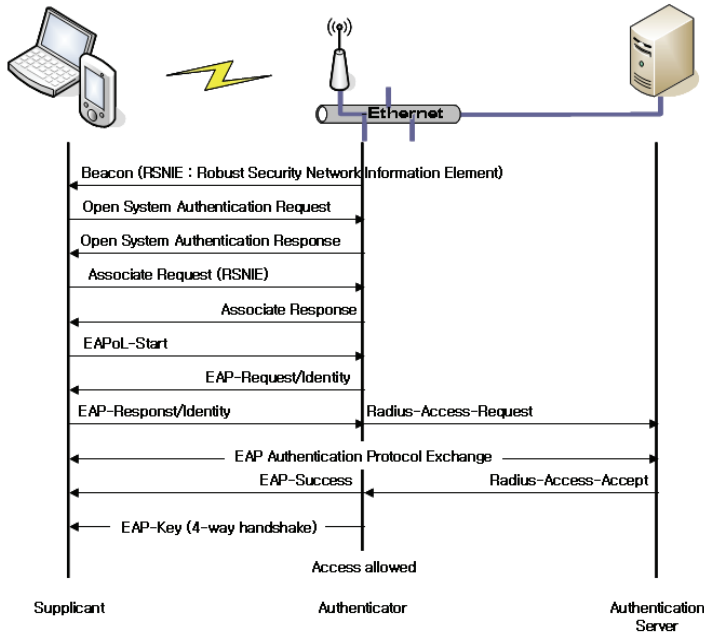 Ethernet
Beacon (RSNIE : Robust Security Network Information Element)
Open System Authentication Request
Open System Authentication Response
Associate Request (RSNIE)
Associate Response
EAPoL-Start
EAP-Request/Identity
EAP-Responst/Identity
Radius-Access-Request
EAP Authentication Protocol Exchange
EAP-Success
Radius-Access-Accept
EAP-Key (4-way handshake)
Access allowed
Supplicant
Authenticator
Authentication
Server